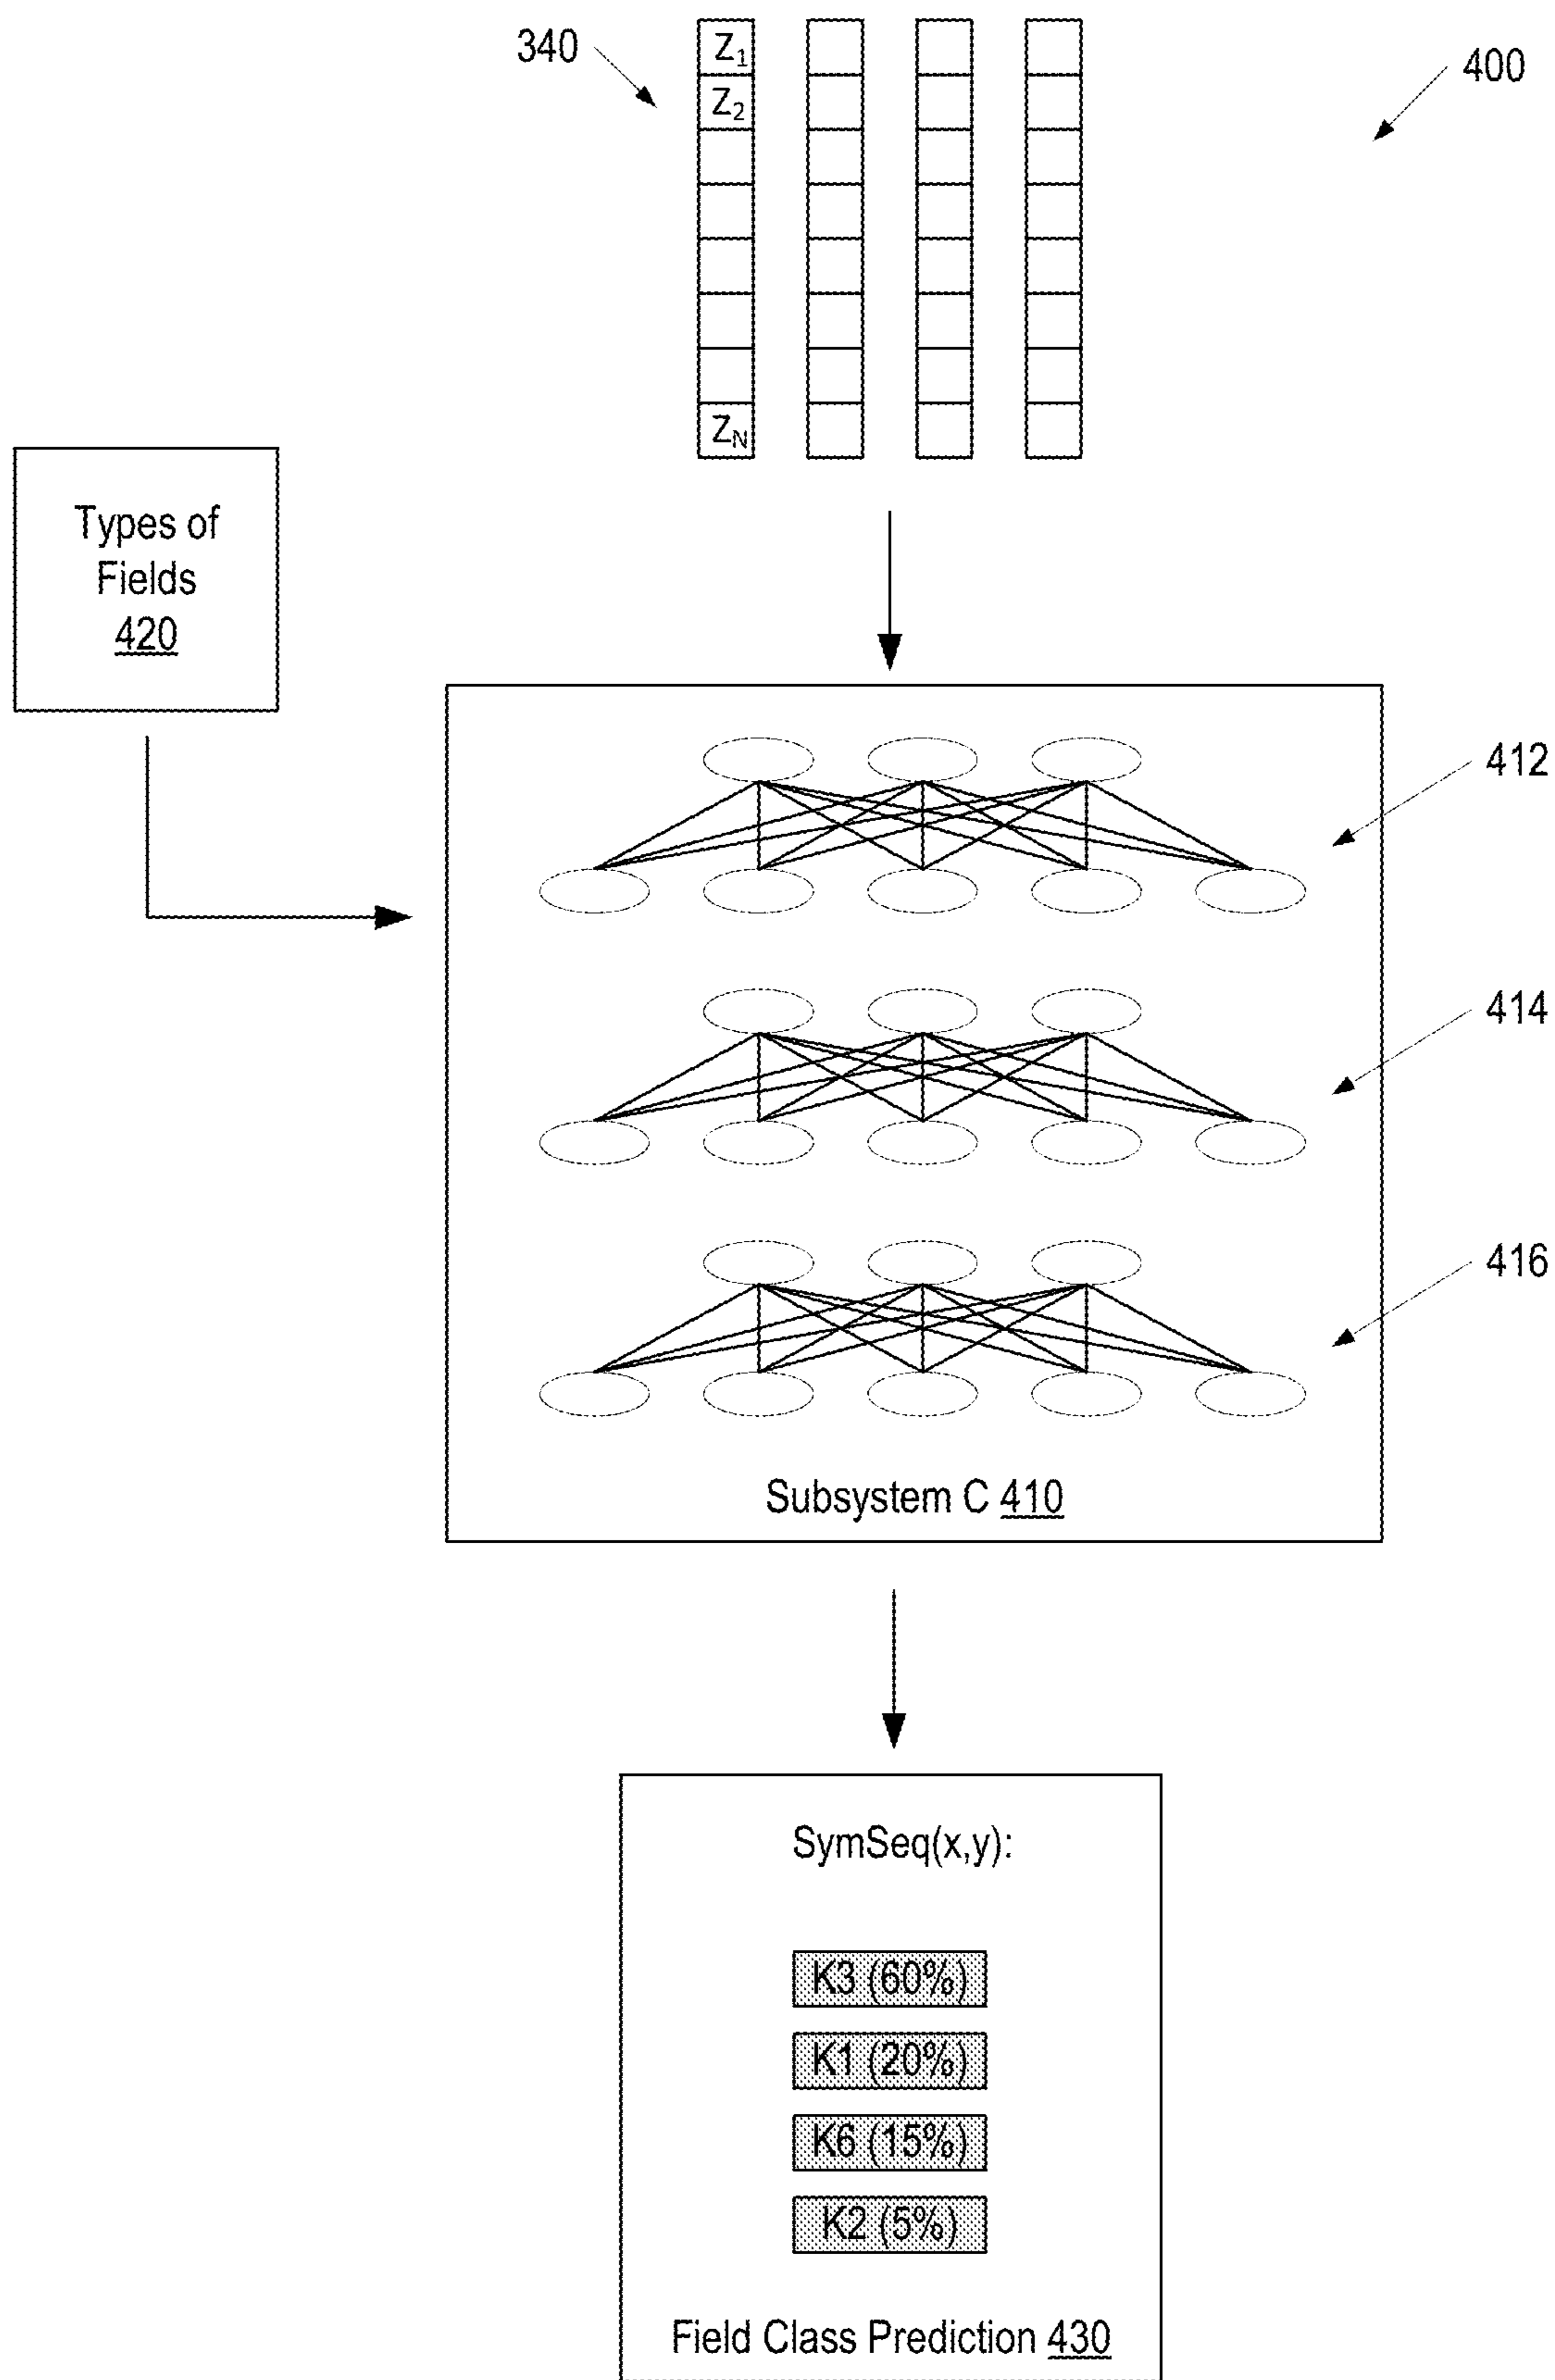 340
Z1
400
Z2
ZN
Types of
Fields
420
412
414
416
Subsystem C 410
SymSeq(x,y):
K3 (60%)
K1 (20%)
K6 (15%)
K2 (5%)
Field Class Prediction 430